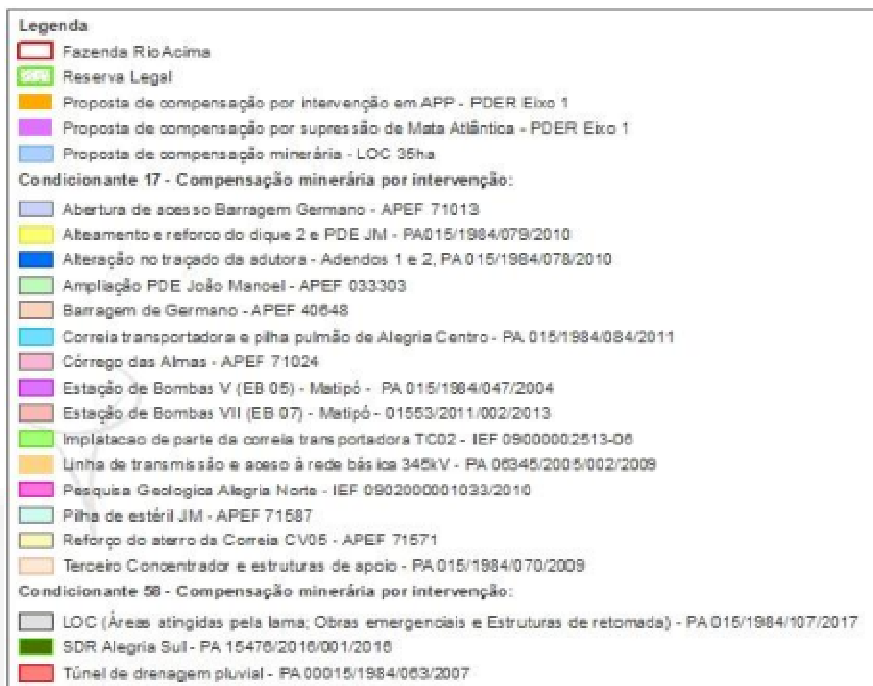 Legenda
Fazenda Rio Acima
Reserva Legal
Proposta de compensação por intervenção em APP - PDER Eixo 1
Proposta de compensação por supressão de Mata Atlântica - PDER Eixo 1
Proposta de compensação minerária - LOC 35ha
Condicionante 17 - Compensação minerária por intervenção:
Abertura de acesso Barragem Germano - APEF 71013
Alteamento e reforco do dique 2 e PDE JM - PA015/1984/079/2010
Alteração no traçado da adutora - Adendos 1 e 2, PA 015/1984/078/2010
Ampliação PDE João Manoel - APEF 033303
Barragem de Germano - APEF 40648
Correia transportadora e pilha pulmão de Alegria Centro - PA 015/1984/084/2011
Córrego das Almas - APEF 71024
Estação de Bombas V (EB 05) - Matipó - PA 015/1984/047/2004
Estação de Bombas VII (EB 07) - Matipó - 01553/2011/002/2013
Implatacao de parte da correia transportadora TC02 - IEF 09000002513-06
Linha de transmissão e aceso à rede básica 345kV - PA 06345/2005/002/2009
Pesquisa Geologica Alegria Norte - IEF 0902000001033/2010
Pilha de estéril JM - APEF 71587
Reforço do aterro da Correia CV05 - APEF 71571
Terceiro Concentrador e estruturas de apoio - PA 015/1984/070/2009
Condicionante 58 - Compensação minerária por intervenção:
LOC (Áreas atingidas pela lama; Obras emergenciais e Estruturas de retomada) - PA 015/1984/107/2017
SDR Alegria Sul - PA 15476/2016/001/2016
Túnel de drenagem pluvial - PA 00015/1984/063/2007